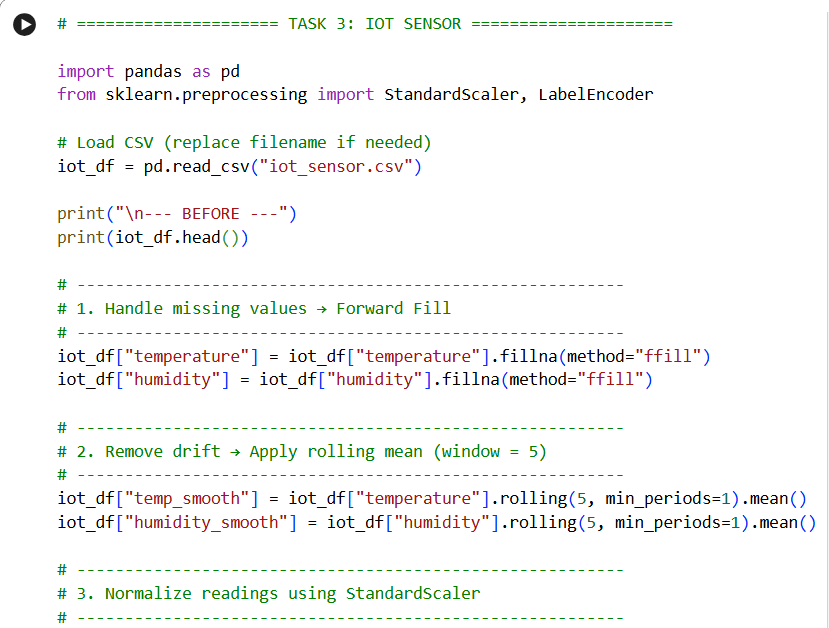 # ===================== TASK 3: IOT SENSOR =====================
import pandas as pd
from sklearn.preprocessing import StandardScaler, LabelEncoder
# Load CSV (replace filename if needed)
iot_df = pd.read_csv("iot_sensor.csv")
print("\n--- BEFORE ---")
print(iot_df.head())
# ---------------------------------------------------------
# 1. Handle missing values → Forward Fill
# ---------------------------------------------------------
iot_df["temperature"] = iot_df["temperature"].fillna(method="ffill")
iot_df["humidity"] = iot_df["humidity"].fillna(method="ffill")
# ---------------------------------------------------------
# 2. Remove drift → Apply rolling mean (window = 5)
# ---------------------------------------------------------
iot_df["temp_smooth"] = iot_df["temperature"].rolling(5, min_periods=1).mean()
iot_df["humidity_smooth"] = iot_df["humidity"].rolling(5, min_periods=1).mean()
# ---------------------------------------------------------
# 3. Normalize readings using StandardScaler
# ---------------------------------------------------------